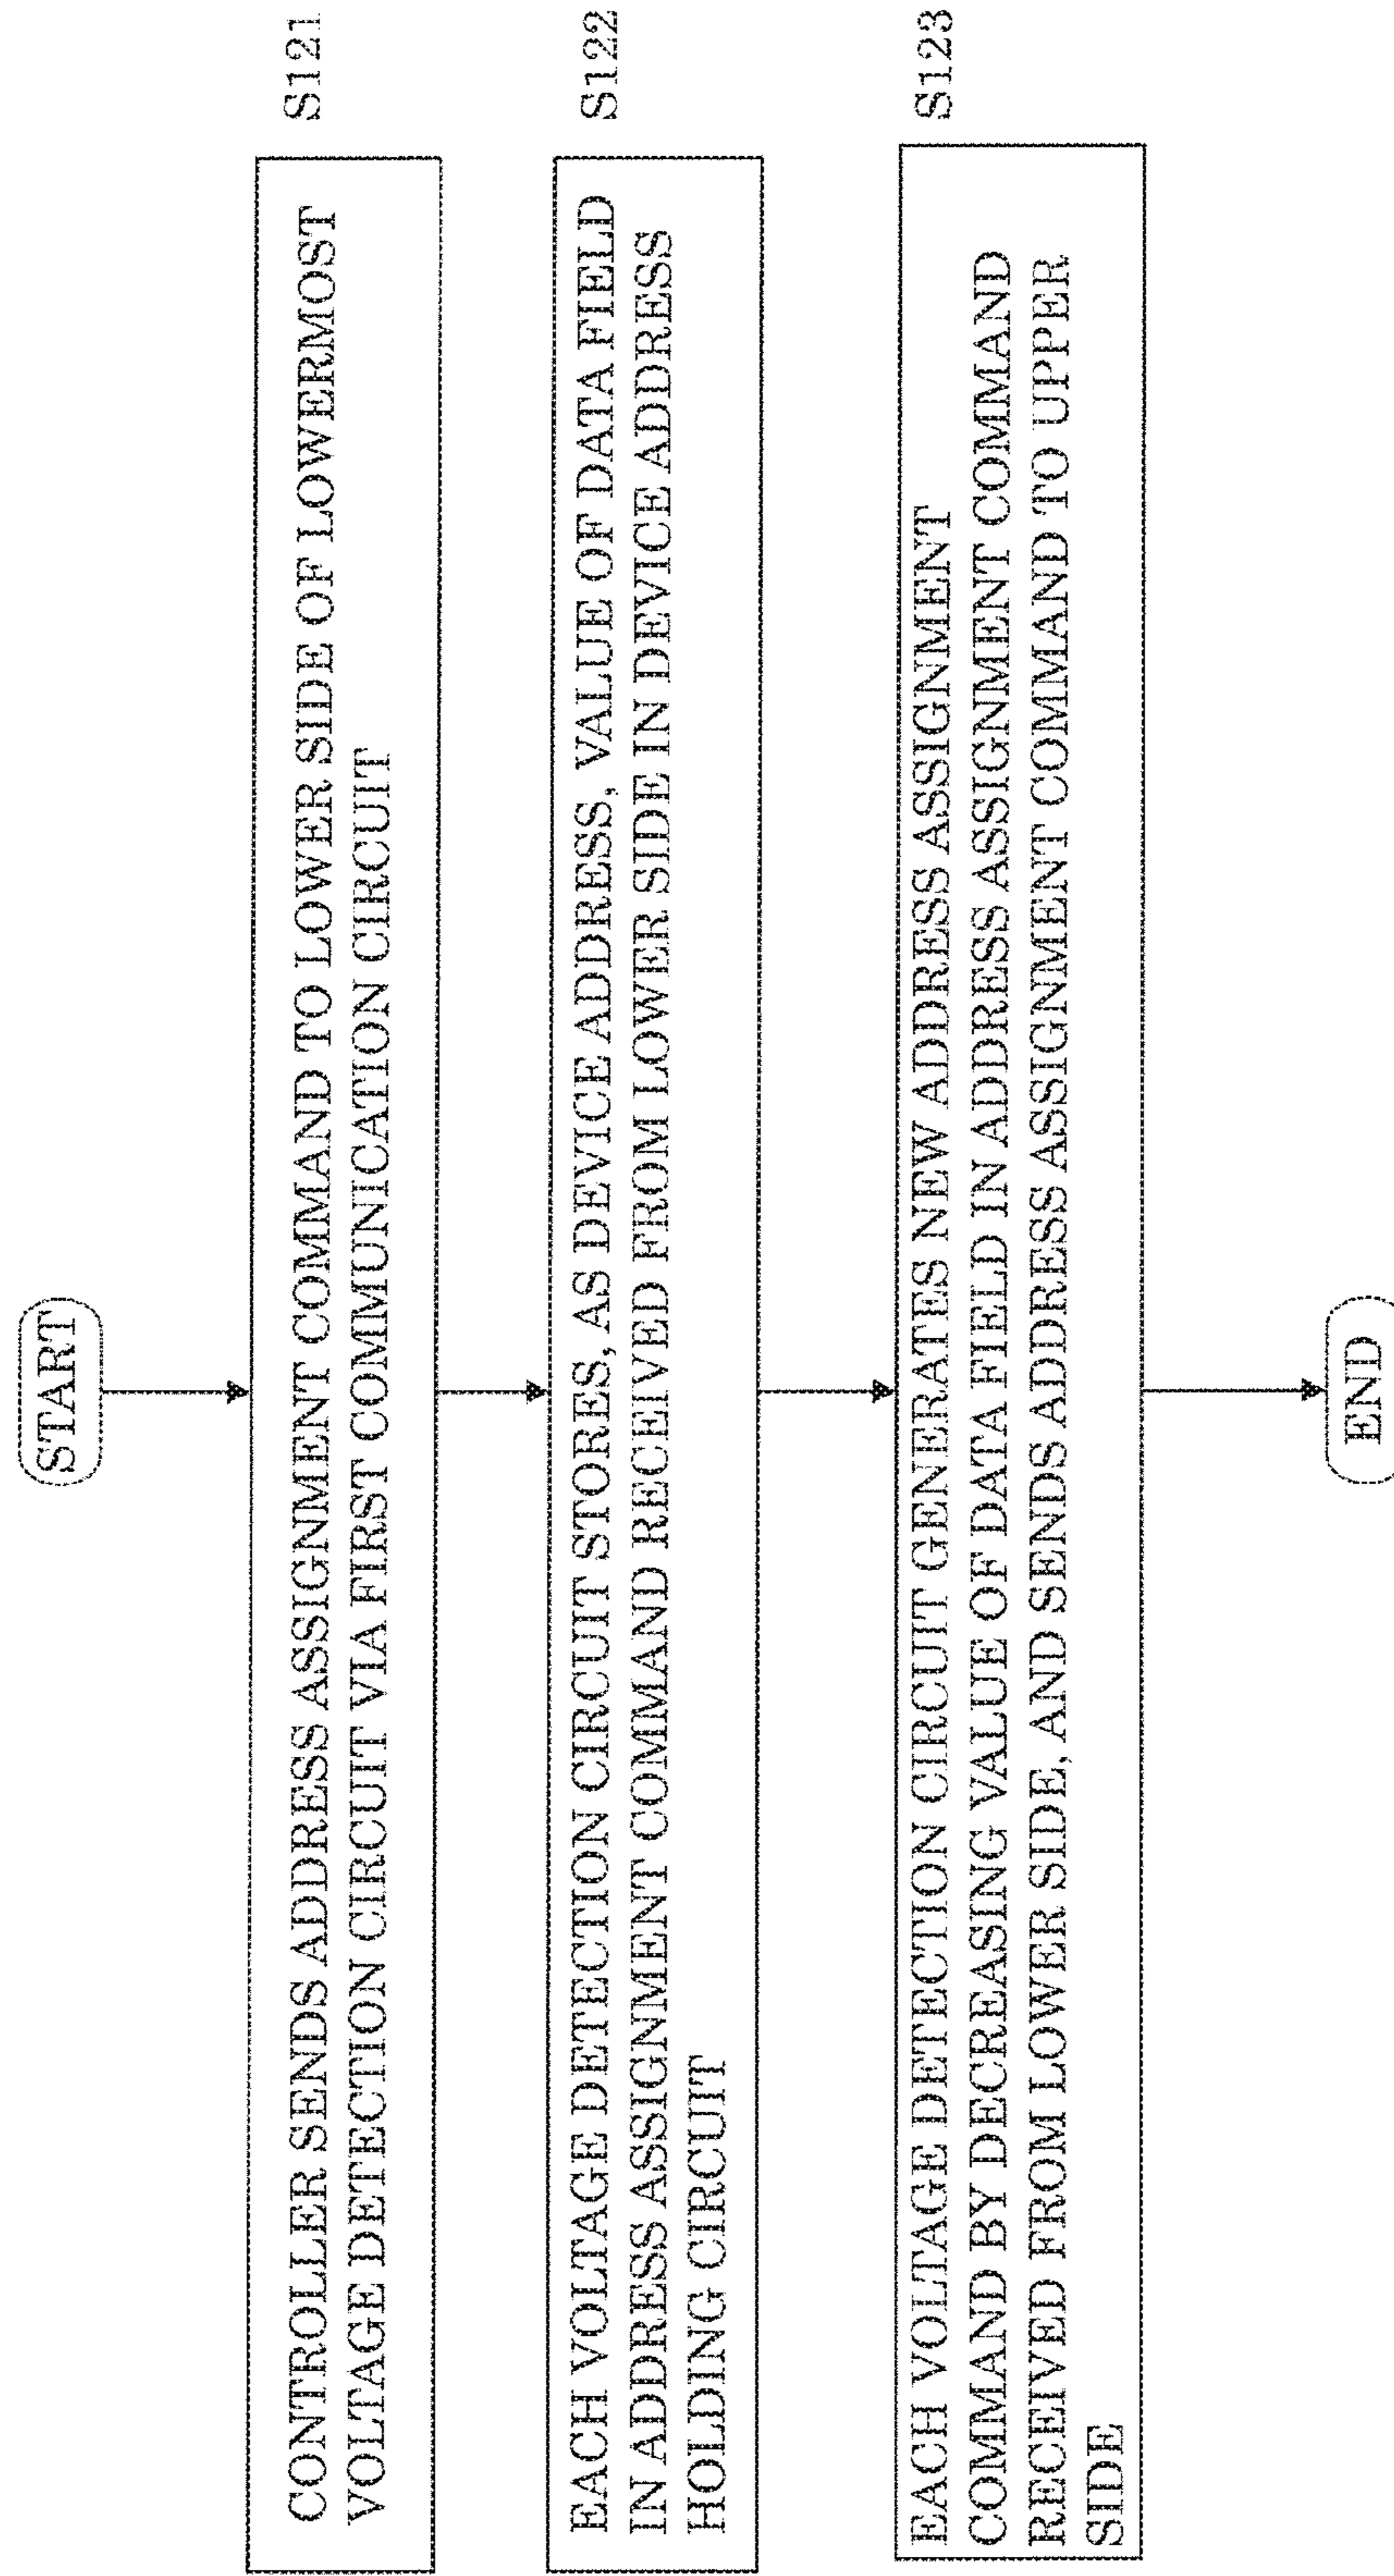 START
CONTROLLER SENDS ADDRESS ASSIGNMENT COMMAND TO LOWER SIDE OF LOWERMOST
VOLTAGE DETECTION CIRCUIT VIA FIRST COMMUNICATION CIRCUIT
S121
EACH VOLTAGE DETECTION CIRCUIT STORES, AS DEVICE ADDRESS, VALUE OF DATA FIELD
IN ADDRESS ASSIGNMENT COMMAND RECEIVED FROM LOWER SIDE IN DEVICE ADDRESS
HOLDING CIRCUIT
S122
EACH VOLTAGE DETECTION CIRCUIT GENERATES NEW ADDRESS ASSIGNMENT
COMMAND BY DECREASING VALUE OF DATA FIELD IN ADDRESS ASSIGNMENT COMMAND
RECEIVED FROM LOWER SIDE, AND SENDS ADDRESS ASSIGNMENT COMMAND TO UPPER
SIDE
S123
END